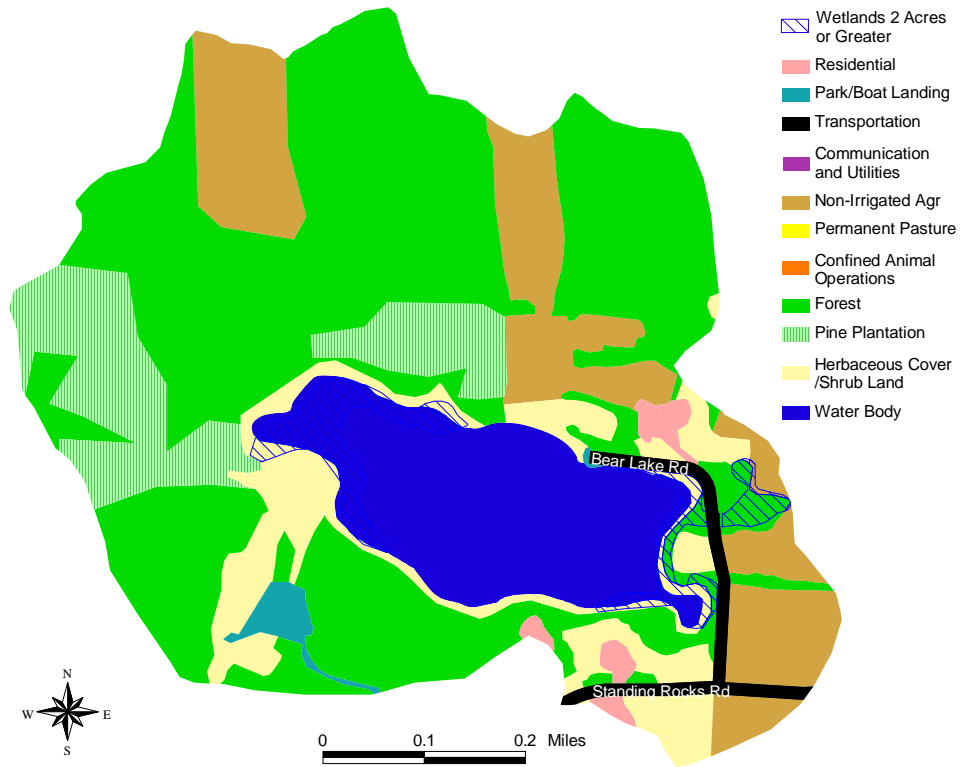 Wetlands 2 Acres
or Greater
Residential
Park/Boat Landing
Transportation
Communication
and Utilities
Non-Irrigated Agr
Permanent Pasture
Confined Animal
Operations
Forest
Pine Plantation
Herbaceous Cover
/Shrub Land
Water Body
Bear Lake Rd
Standing Rocks Rd
N
W E
S
0 0.1 0.2 Miles